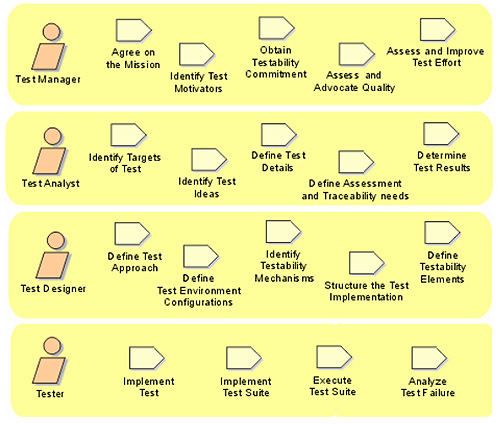 Test Manager
Agree on
the Mission
Identify Test
Motivators
Obtain
Testability
Commitment
Assess and
Advocate Quality
Assess and Improve
Test Effort
Test Analyst
Identify Targets
of Test
Identify Test
Ideas
Define Test
Details
Define Assessment
and Traceability needs
Determine
Test Results
Test Designer
Define Test
Approach
Define
Test Environment
Configurations
Identify
Testability
Mechanisms
Structure the Test
Implementation
Define
Testability
Elements
Tester
Implement
Test
Implement
Test Suite
Execute
Test Suite
Analyze
Test Failure